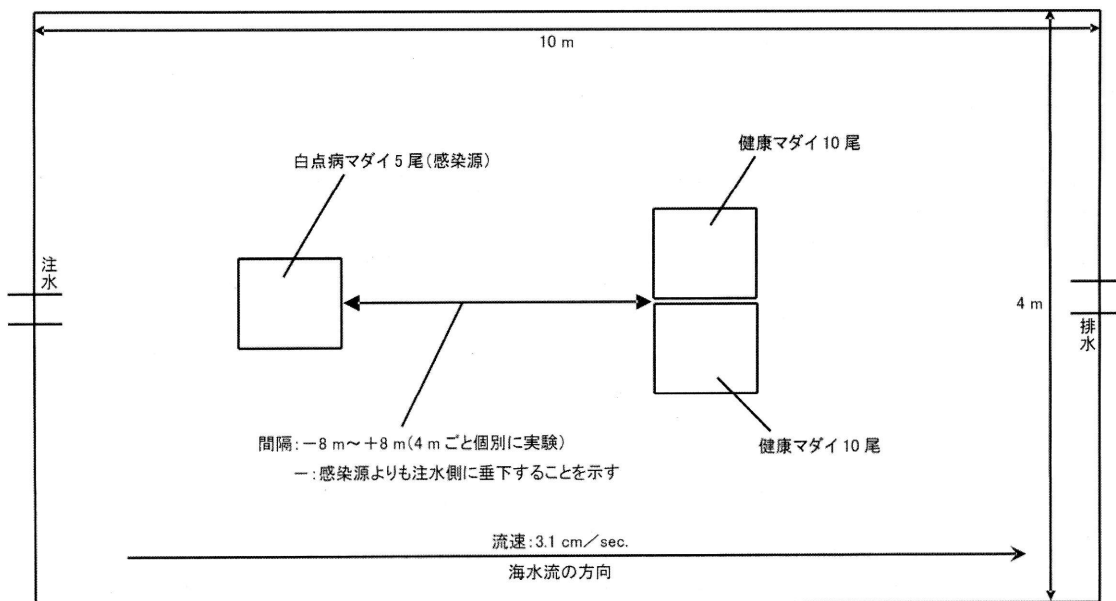 10 m
健康マダイ 10 尾
白点病マダイ 5 尾(感染源)
注水
4 m
排水
間隔:－8 m～＋8 m(4 m ごと個別に実験)
－:感染源よりも注水側に垂下することを示す
健康マダイ 10 尾
流速:3.1 cm／sec.
海水流の方向